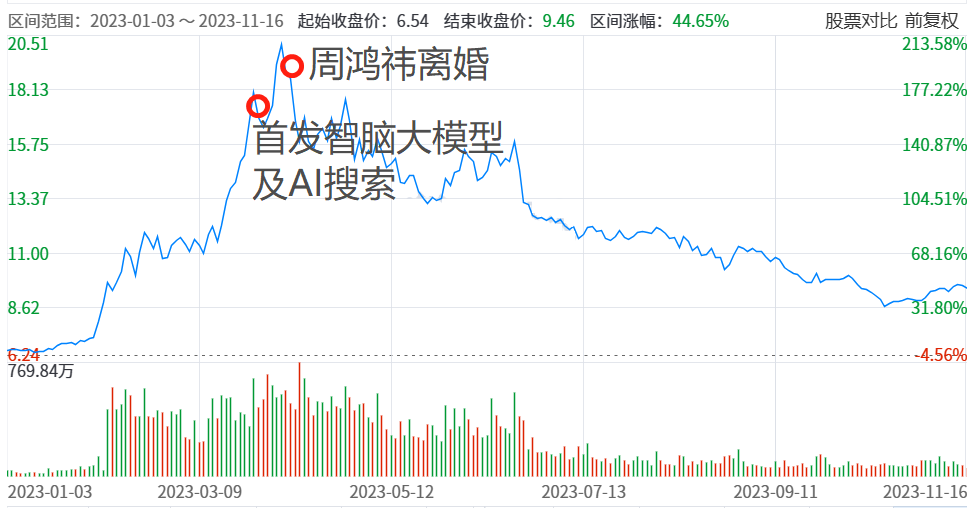 区间范围：2023-01-03 ～ 2023-11-16 起始收盘价：6.54 结束收盘价：9.46 区间涨幅：44.65% 股票对比 前复权
20.51 213.58%
周鸿祎离婚
18.13 177.22%
首发智脑大模型
15.75 140.87%
及AI搜索
13.37 104.51%
11.00 68.16%
8.62 31.80%
6.24 -4.56%
769.84万
2023-01-03 2023-03-09 2023-05-12 2023-07-13 2023-09-11 2023-11-16